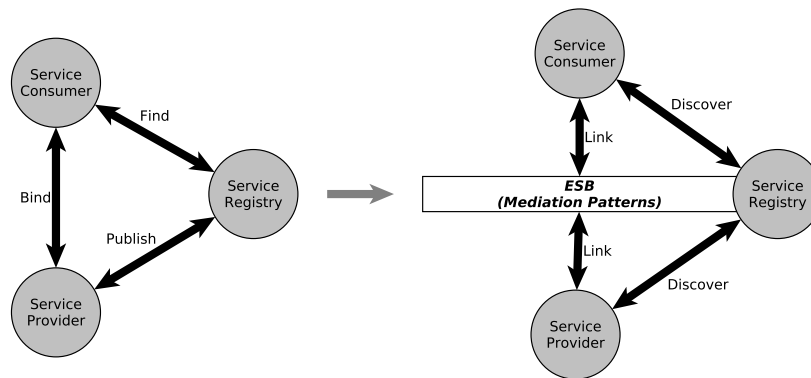 Service
Consumer
Find
Bind
Service
Registry
Publish
Service
Provider
Service
Consumer
Discover
Link
ESB
(Mediation Patterns)
Service
Registry
Link
Discover
Service
Provider